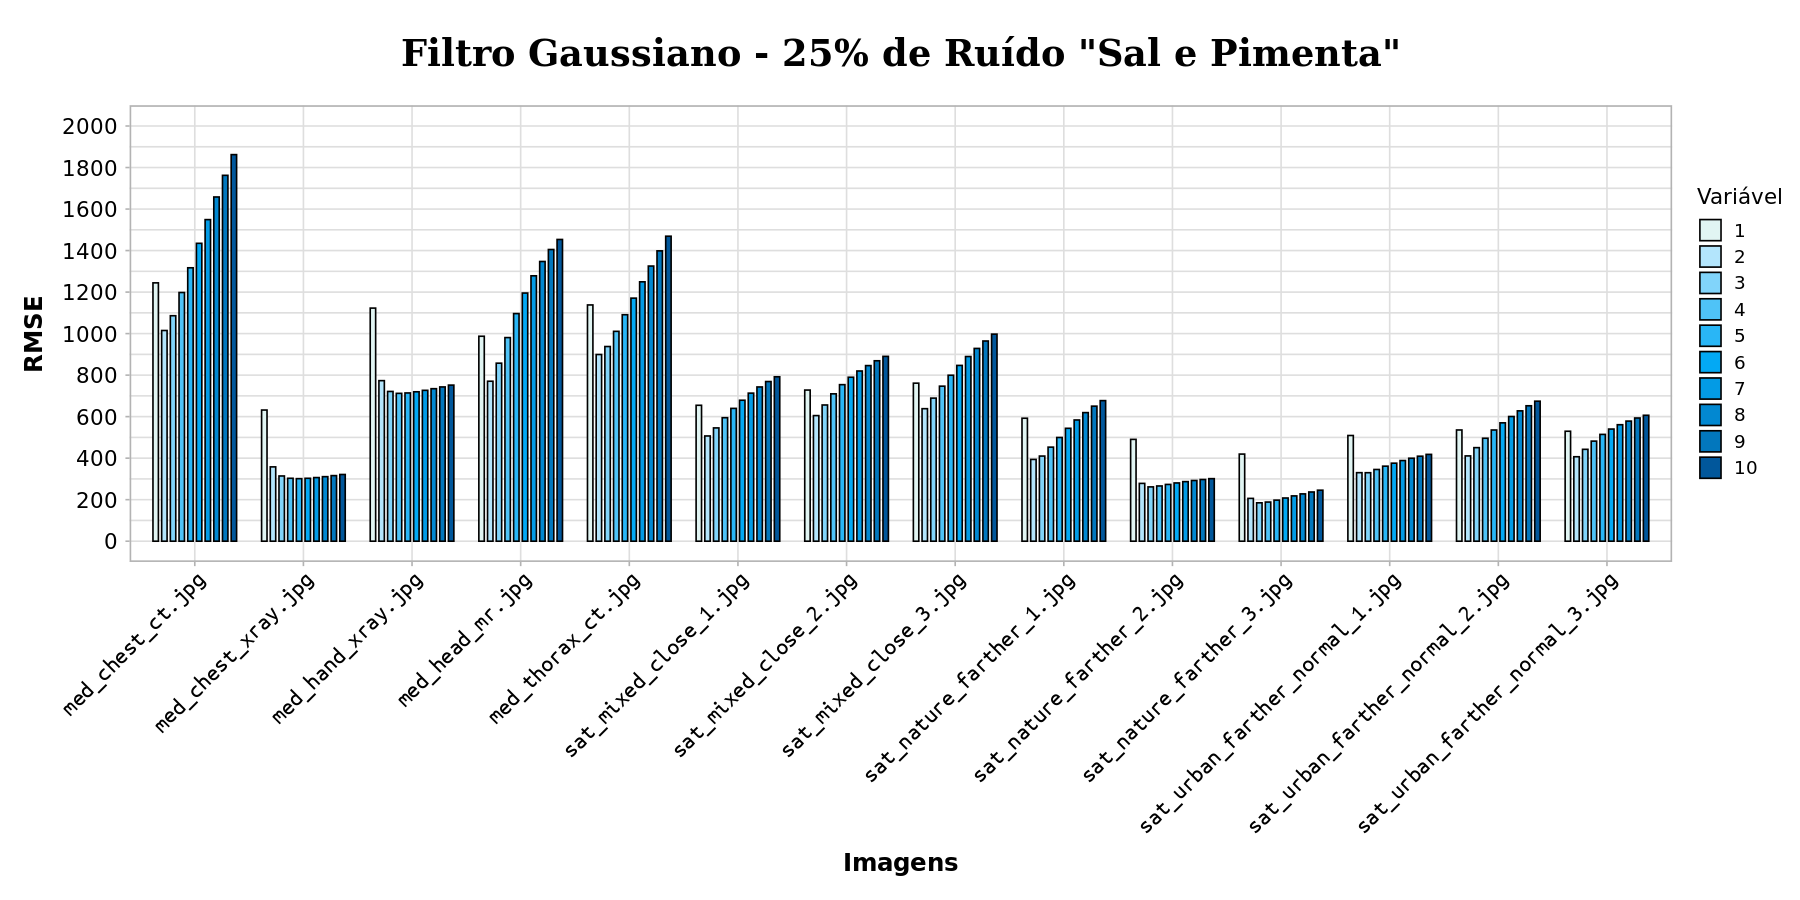 Filtro Gaussiano - 25% de Ruído "Sal e Pimenta"
RMSE
2000
1800
1600
1400
1200
1000
800
600
400
200
0
med_chest_ct.jpg
med_chest_xray.jpg
med_hand_xray.jpg
med_head_mr.jpg
med_thorax_ct.jpg
sat_mixed_close_1.jpg
sat_mixed_close_2.jpg
sat_mixed_close_3.jpg
sat_nature_farther_1.jpg
sat_nature_farther_2.jpg
sat_nature_farther_3.jpg
sat_urban_farther_normal_1.jpg
sat_urban_farther_normal_2.jpg
sat_urban_farther_normal_3.jpg
Imagens
Variável
1
2
3
4
5
6
7
8
9
10